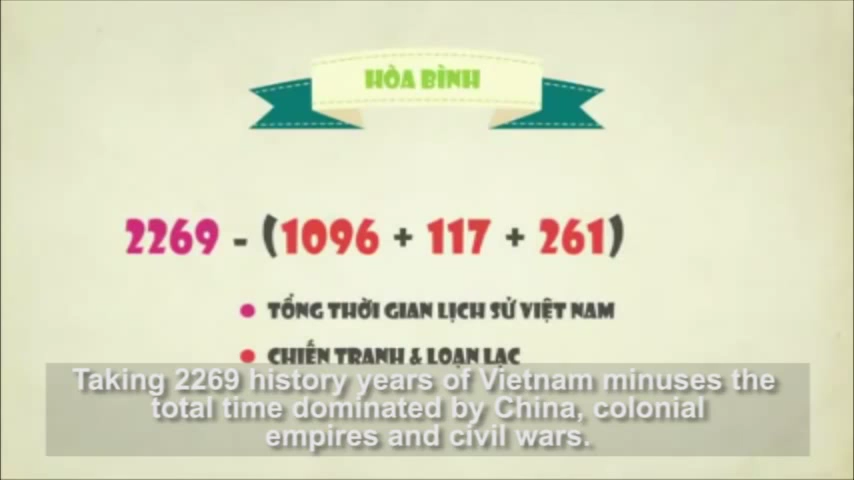 HÒA BÌNH
2269 - (1096 + 117 + 261)
TỔNG THỜI GIAN LỊCH SỬ VIỆT NAM
CHIẾN TRANH & LOẠN LẠC
Taking 2269 history years of Vietnam minuses the
total time dominated by China, colonial
empires and civil wars.